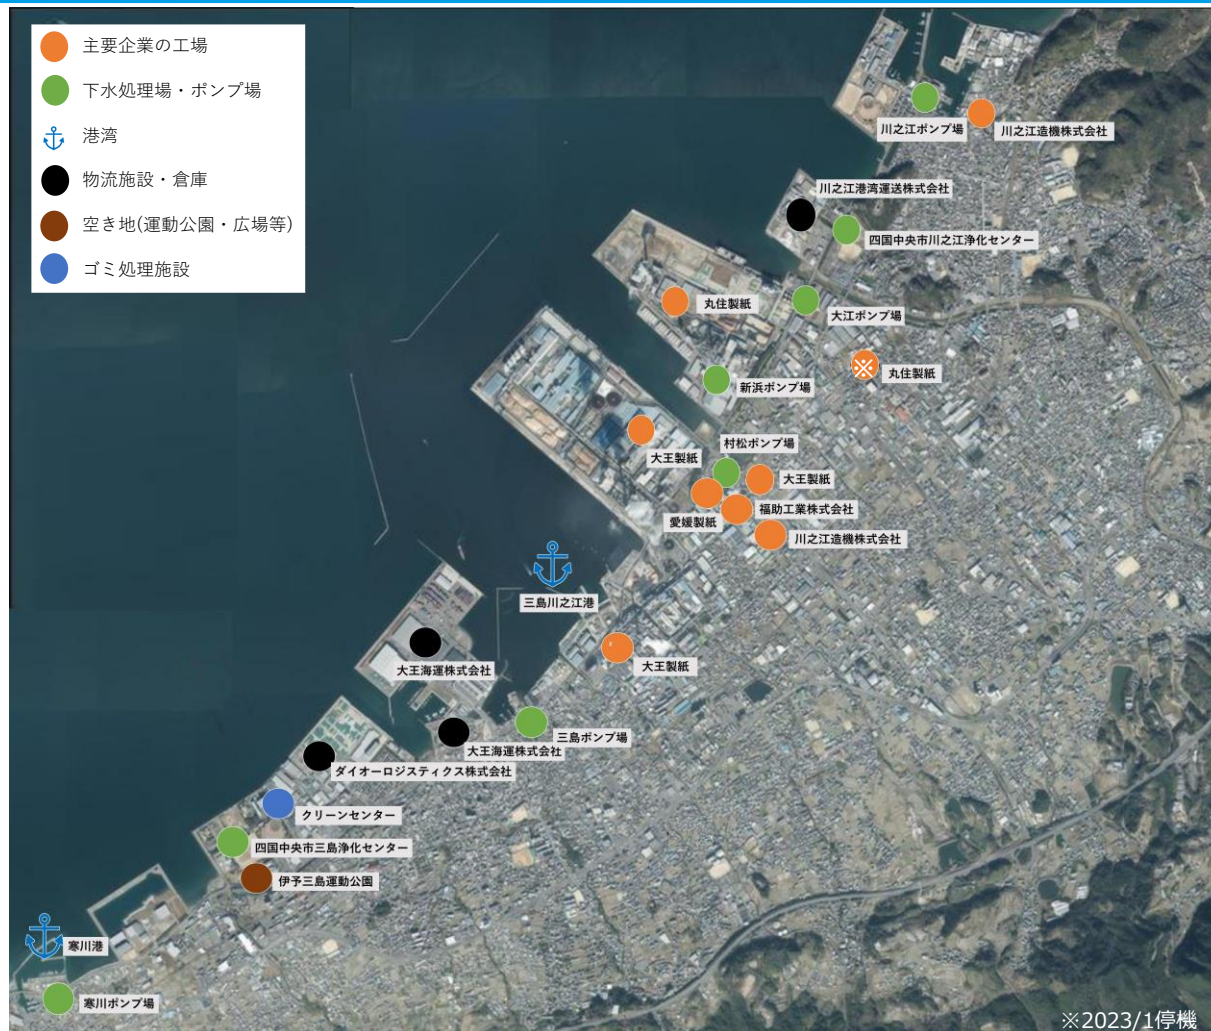 主要企業の工場
下水処理場・ポンプ場
港湾
物流施設・倉庫
空き地(運動公園・広場等)
ゴミ処理施設
川之江ポンプ場
川之江造機株式会社
川之江港湾運送株式会社
四国中央市川之江浄化センター
丸住製紙
大江ポンプ場
※
丸住製紙
新浜ポンプ場
大王製紙
村松ポンプ場
大王製紙
愛媛製紙
福助工業株式会社
川之江造機株式会社
三島川之江港
大王海運株式会社
大王製紙
三島ポンプ場
大王海運株式会社
ダイオーロジスティクス株式会社
クリーンセンター
四国中央市三島浄化センター
伊予三島運動公園
寒川港
寒川ポンプ場
※2023/1停機